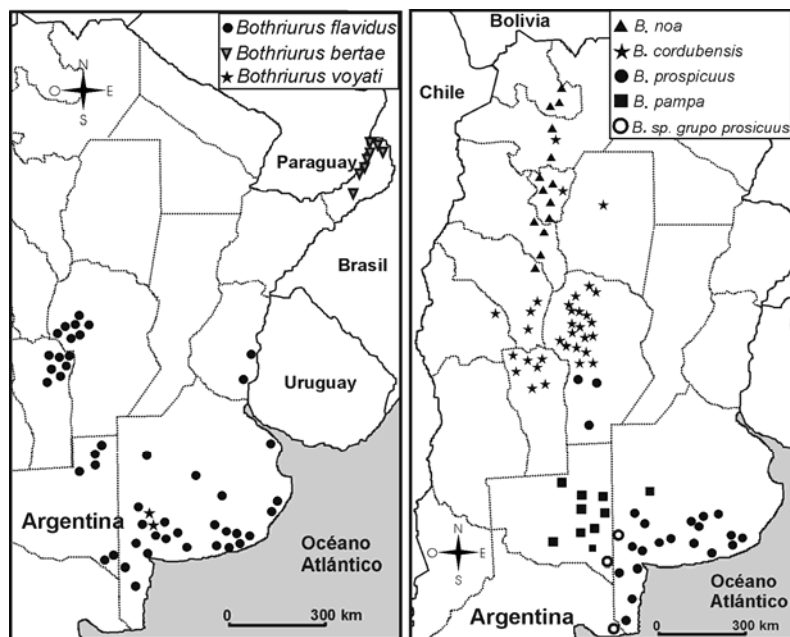 Bothriurus flavidus
Bothriurus bertae
Bothriurus voyati
N
O E
S
Paraguay
Brasil
Uruguay
Argentina
Océano
Atlántico
0 300 km
Bolivia
Chile
B. noa
B. cordubensis
B. prospicuus
B. pampa
B. sp. grupo prosicuus
N
O E
S
Océano
Atlántico
Argentina
0 300 km